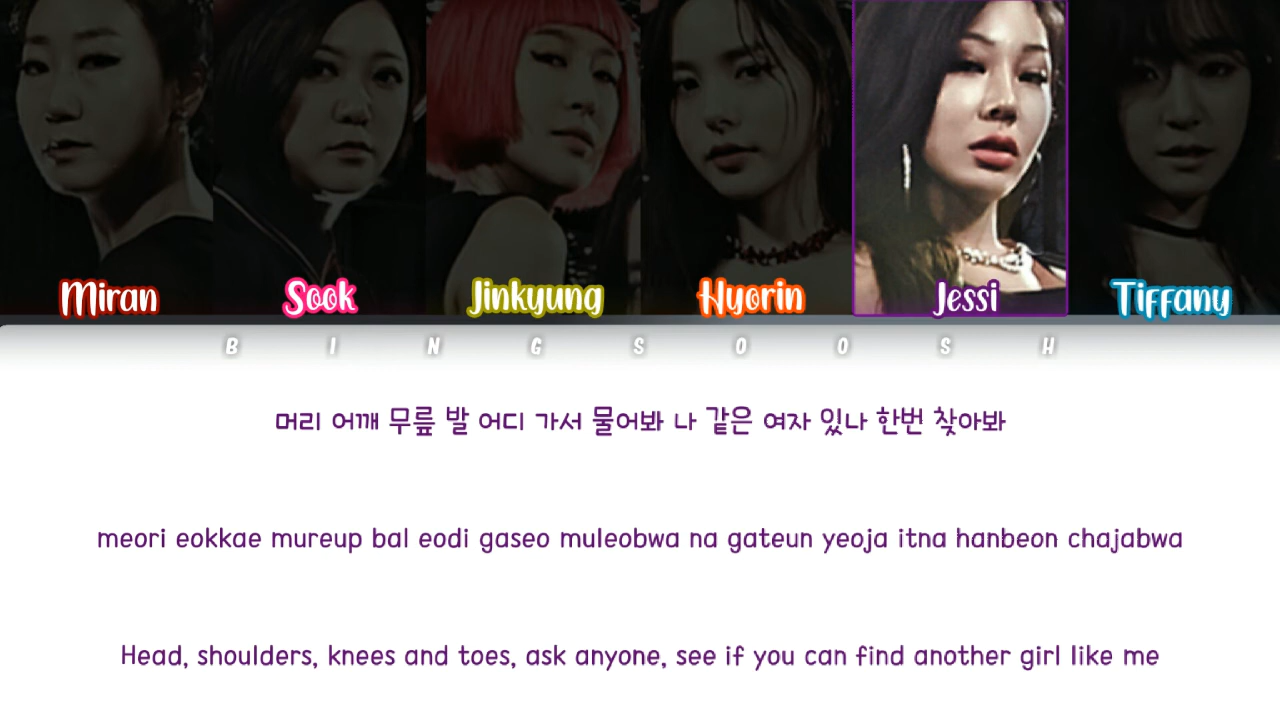 Miran Sook Jinkyung Hyorin Jessi Tiffany
B I N G S O O S H
머리 어깨 무릎 발 어디 가서 물어봐 나 같은 여자 있나 한번 찾아봐
meori eokkae mureup bal eodi gaseo muleobwa na gateun yeoja itna hanbeon chajabwa
Head, shoulders, knees and toes, ask anyone, see if you can find another girl like me